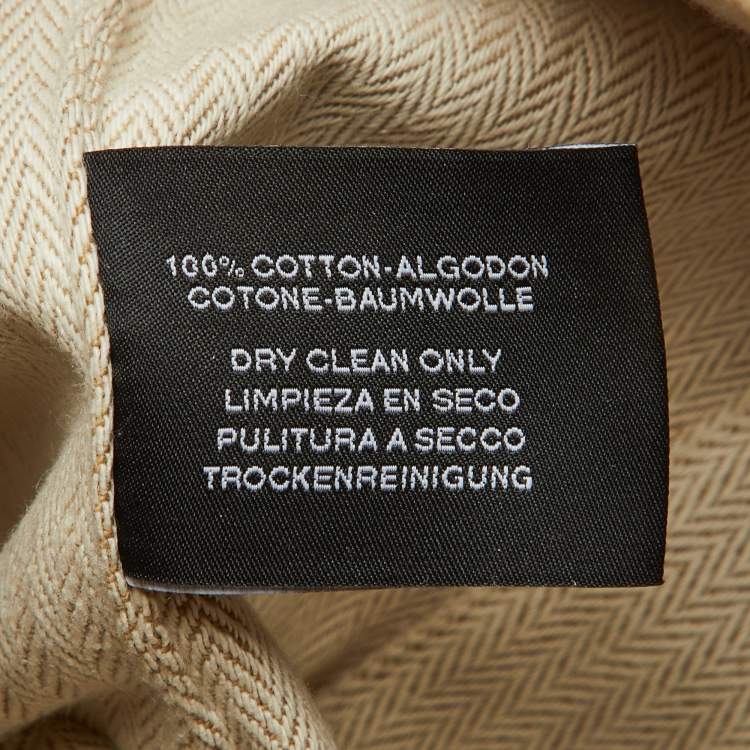 100% COTTON-ALGODON
COTONE-BAUMWOLLE
DRY CLEAN ONLY
LIMPIEZA EN SECO
PULITURA A SECCO
TROCKENREINIGUNG